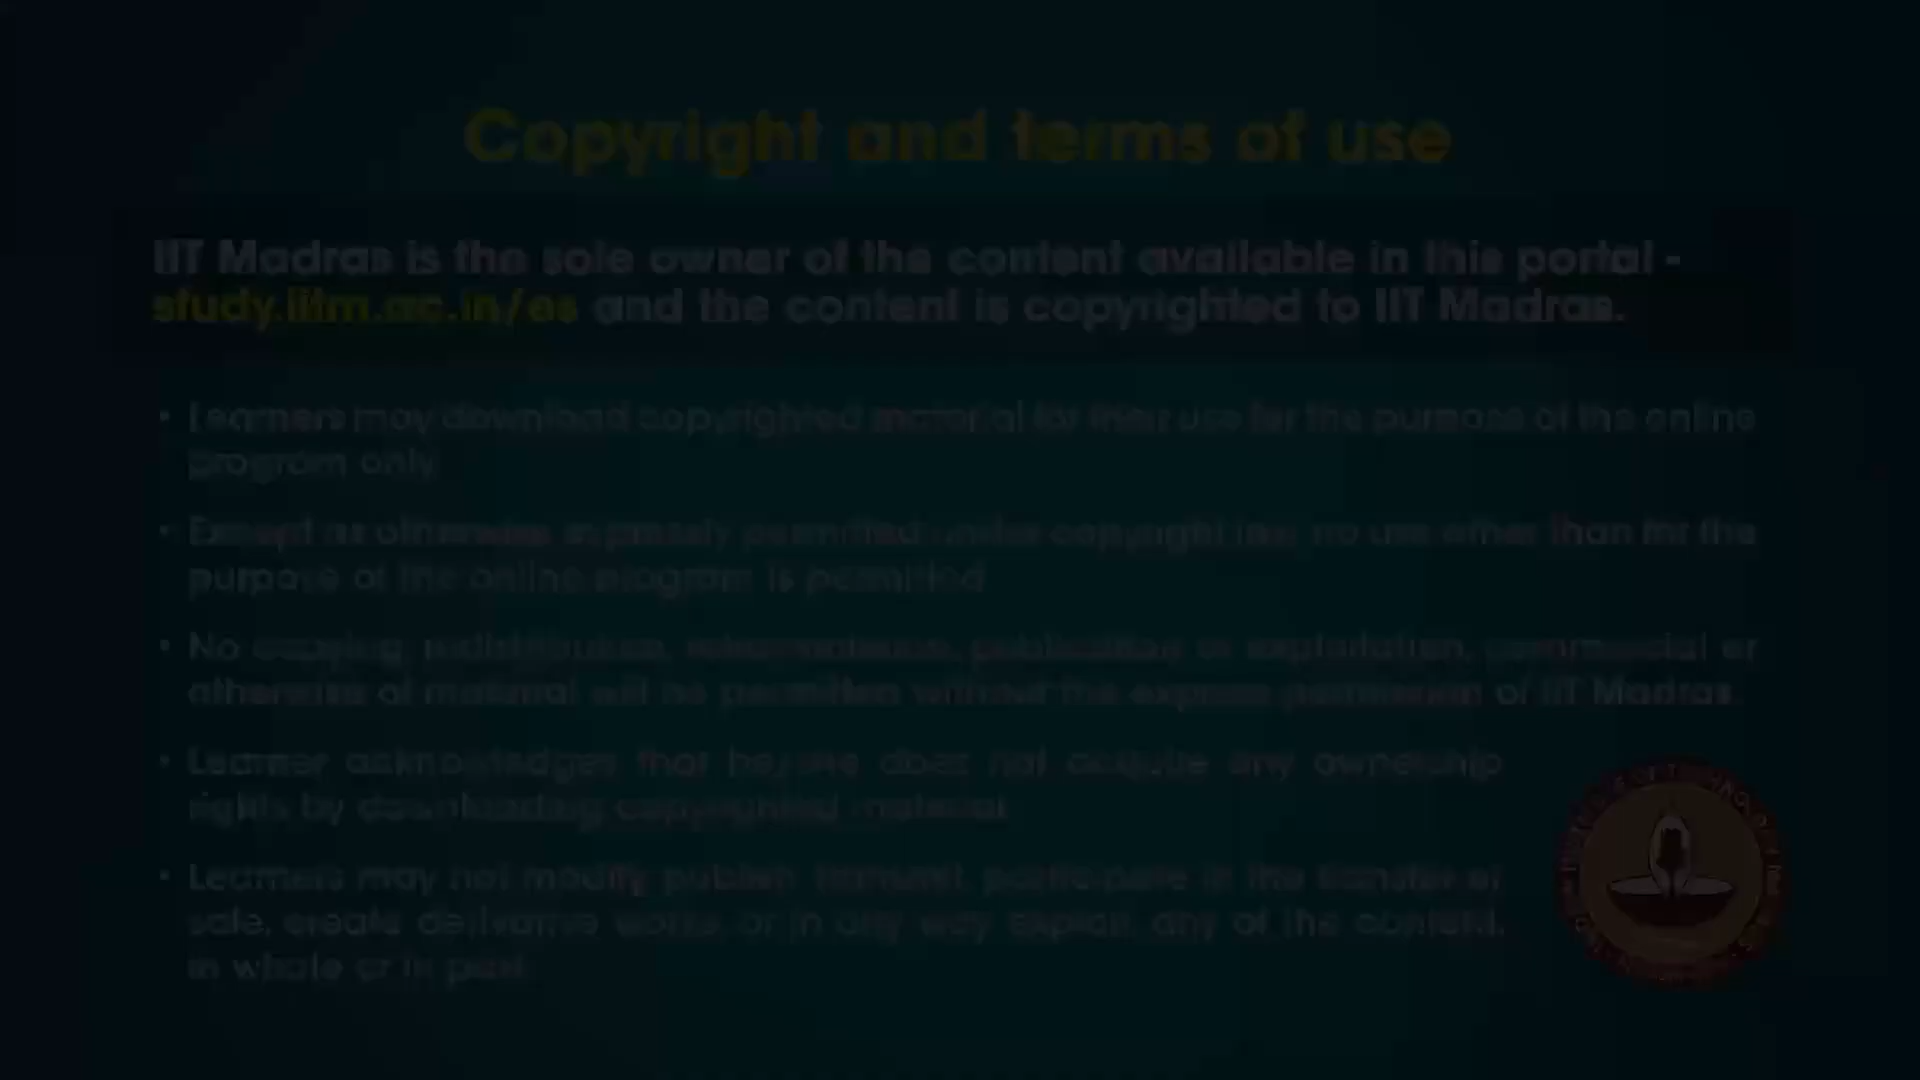 Copyright and terms of use
IIT Madras is the sole owner of the content available in this portal -
study.iitm.ac.in/es and the content is copyrighted to IIT Madras.
• Learners may download copyrighted material for their use for the purpose of the online
program only
• Except as otherwise expressly permitted under copyright law no use other than for the
purpose of the online program is permitted
• No copying, redistribution, retransmission, publication or exploitation, commercial or
otherwise of material will be permitted without the express permission of IIT Madras
• Learner acknowledges that he/she does not acquire any ownership
rights by downloading copyrighted material
• Learners may not modify publish transmit, participate in the transfer or
sale, create derivative works or in any way exploit any of the content,
in whole or in part